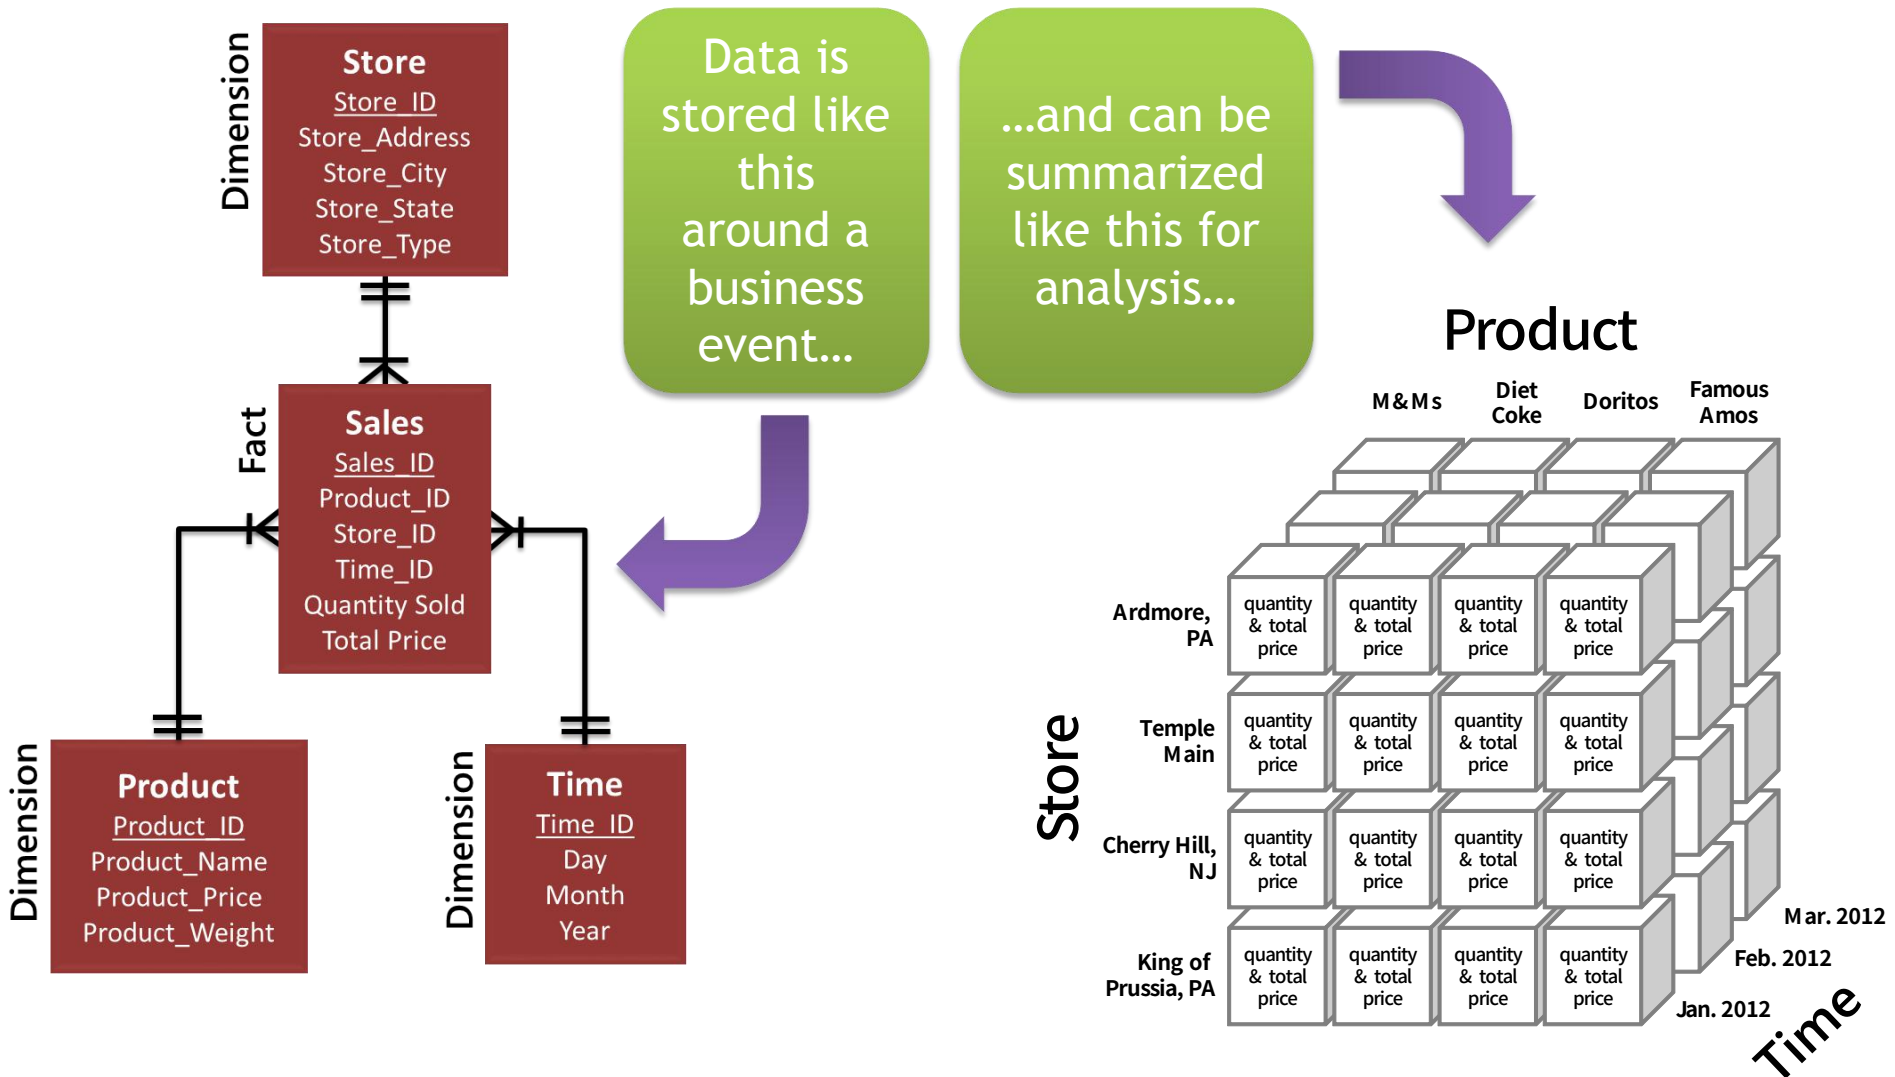 Dimension
Store
Store_ID
Store_Address
Store_City
Store_State
Store_Type
Fact
Sales
Sales_ID
Product_ID
Store_ID
Time_ID
Quantity Sold
Total Price
Dimension
Product
Product_ID
Product_Name
Product_Price
Product_Weight
Dimension
Time
Time_ID
Day
Month
Year
Data is
stored like
this
around a
business
event…
…and can be
summarized
like this for
analysis…
Product
M&Ms
Diet
Coke
Doritos
Famous
Amos
Store
Ardmore,
PA
quantity
& total
price
quantity
& total
price
quantity
& total
price
quantity
& total
price
Temple
Main
quantity
& total
price
quantity
& total
price
quantity
& total
price
quantity
& total
price
Cherry Hill,
NJ
quantity
& total
price
quantity
& total
price
quantity
& total
price
quantity
& total
price
King of
Prussia, PA
quantity
& total
price
quantity
& total
price
quantity
& total
price
quantity
& total
price
Mar. 2012
Feb. 2012
Jan. 2012
Time